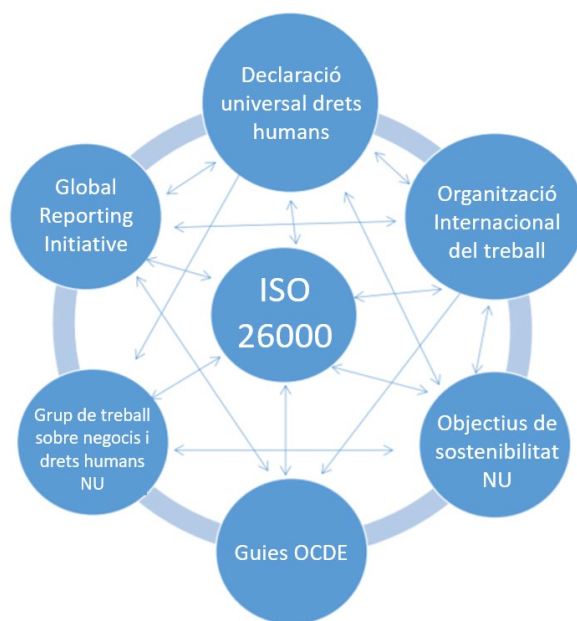 Declaració
universal drets
humans
Global
Reporting
Initiative
Organització
Internacional
del treball
ISO
26000
Grup de treball
sobre negocis i
drets humans
NU
Objectius de
sostenibilitat
NU
Guies OCDE